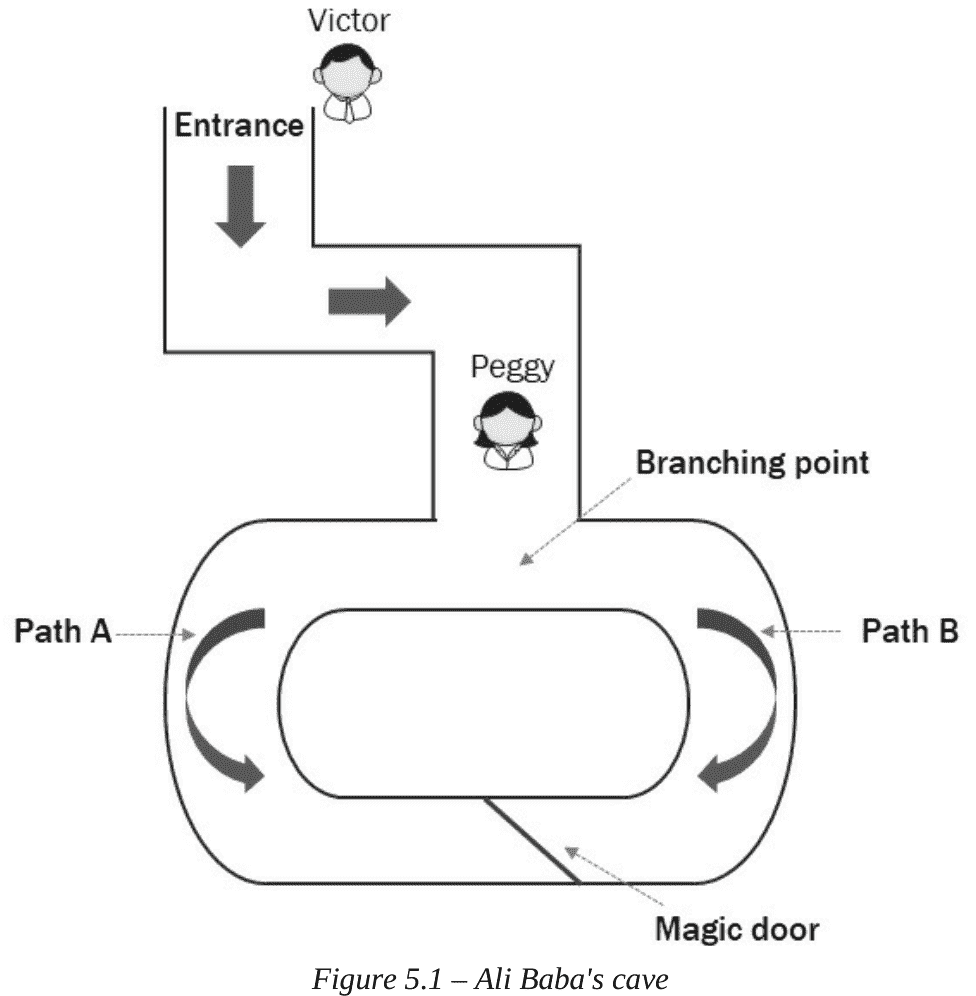 Victor
Entrance
Peggy
Branching point
Path A
Path B
Magic door
Figure 5.1 – Ali Baba's cave